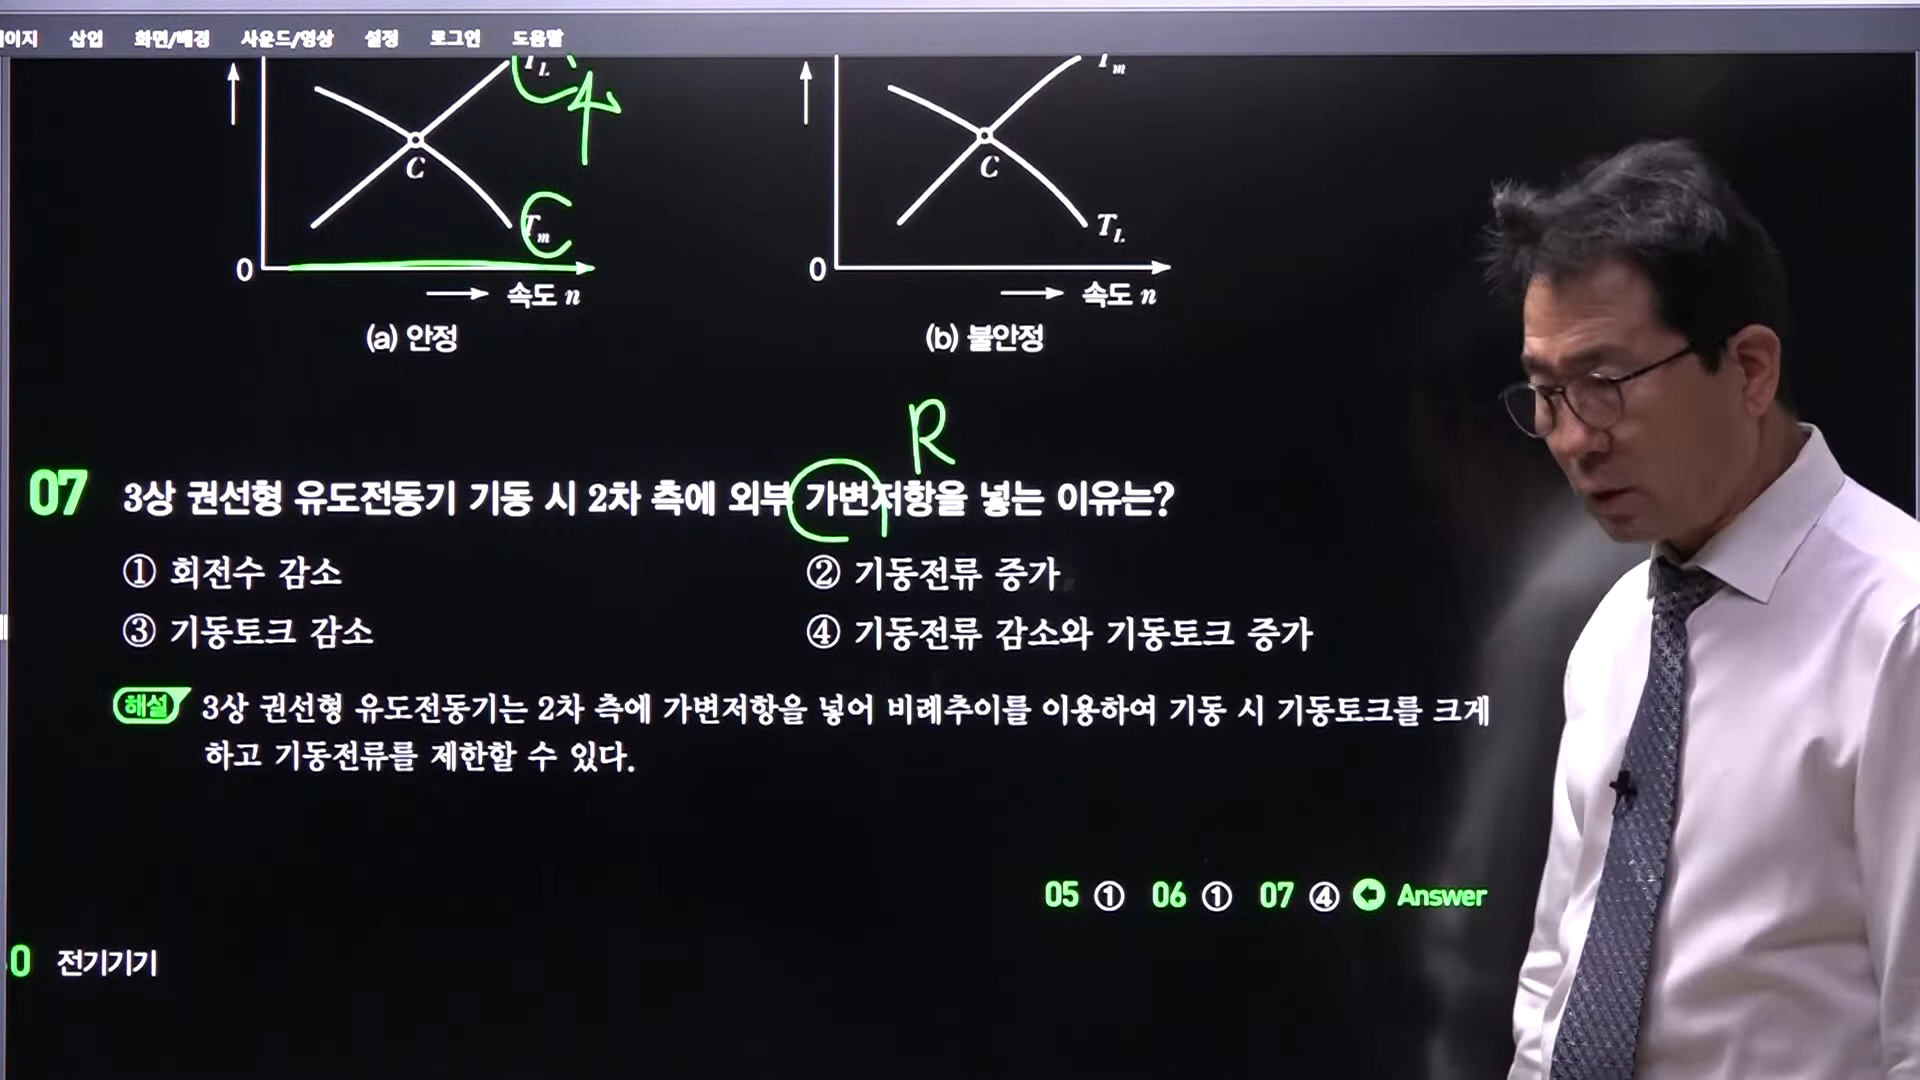 삽입 화면/배경 사운드/영상 설정 로그인 도움말
T_L
T_m
C
C
T_m
T_L
0
0
속도 n
속도 n
(a) 안정
(b) 불안정
R
07 3상 권선형 유도전동기 기동 시 2차 측에 외부 가변저항을 넣는 이유는?
① 회전수 감소
② 기동전류 증가
③ 기동토크 감소
④ 기동전류 감소와 기동토크 증가
해설 3상 권선형 유도전동기는 2차 측에 가변저항을 넣어 비례추이를 이용하여 기동 시 기동토크를 크게
하고 기동전류를 제한할 수 있다.
05 ① 06 ① 07 ④ Answer
0 전기기기